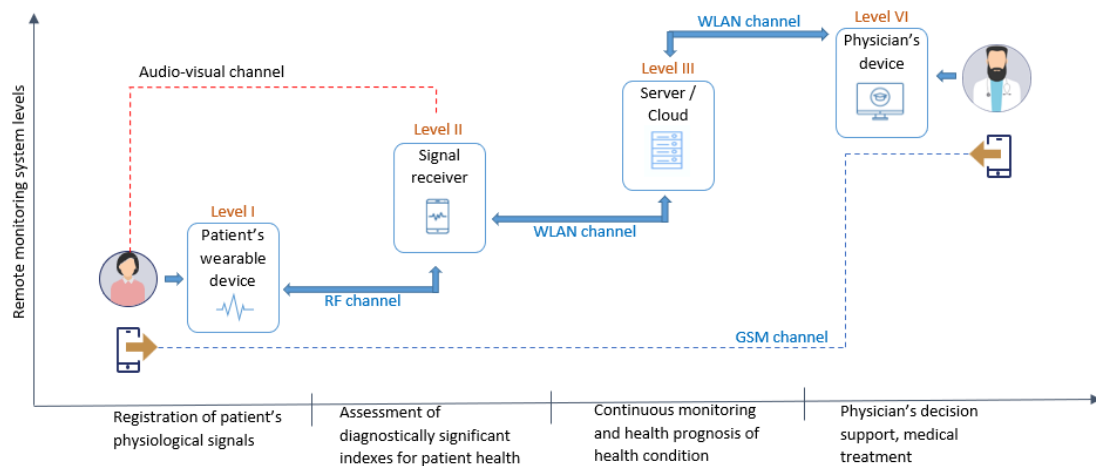 WLAN channel
Level VI
Physician's
device
Audio-visual channel
Level III
Server /
Cloud
Level II
Signal
receiver
Level I
Patient's
wearable
device
WLAN channel
RF channel
GSM channel
Remote monitoring system levels
Registration of patient's
physiological signals
Assessment of
diagnostically significant
indexes for patient health
Continuous monitoring
and health prognosis of
health condition
Physician's decision
support, medical
treatment